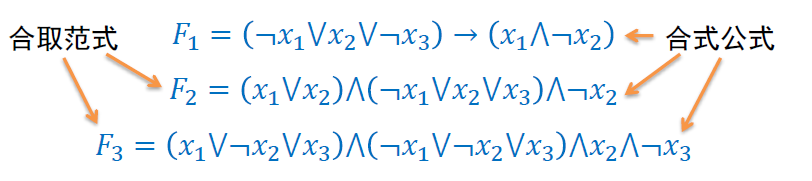 合取范式 F₁ = (¬x₁⋁x₂⋁¬x₃) → (x₁⋀¬x₂) 合式公式
F₂ = (x₁⋁x₂)⋀(¬x₁⋁x₂⋁x₃)⋀¬x₂
F₃ = (x₁⋁¬x₂⋁x₃)⋀(¬x₁⋁¬x₂⋁x₃)⋀x₂⋀¬x₃